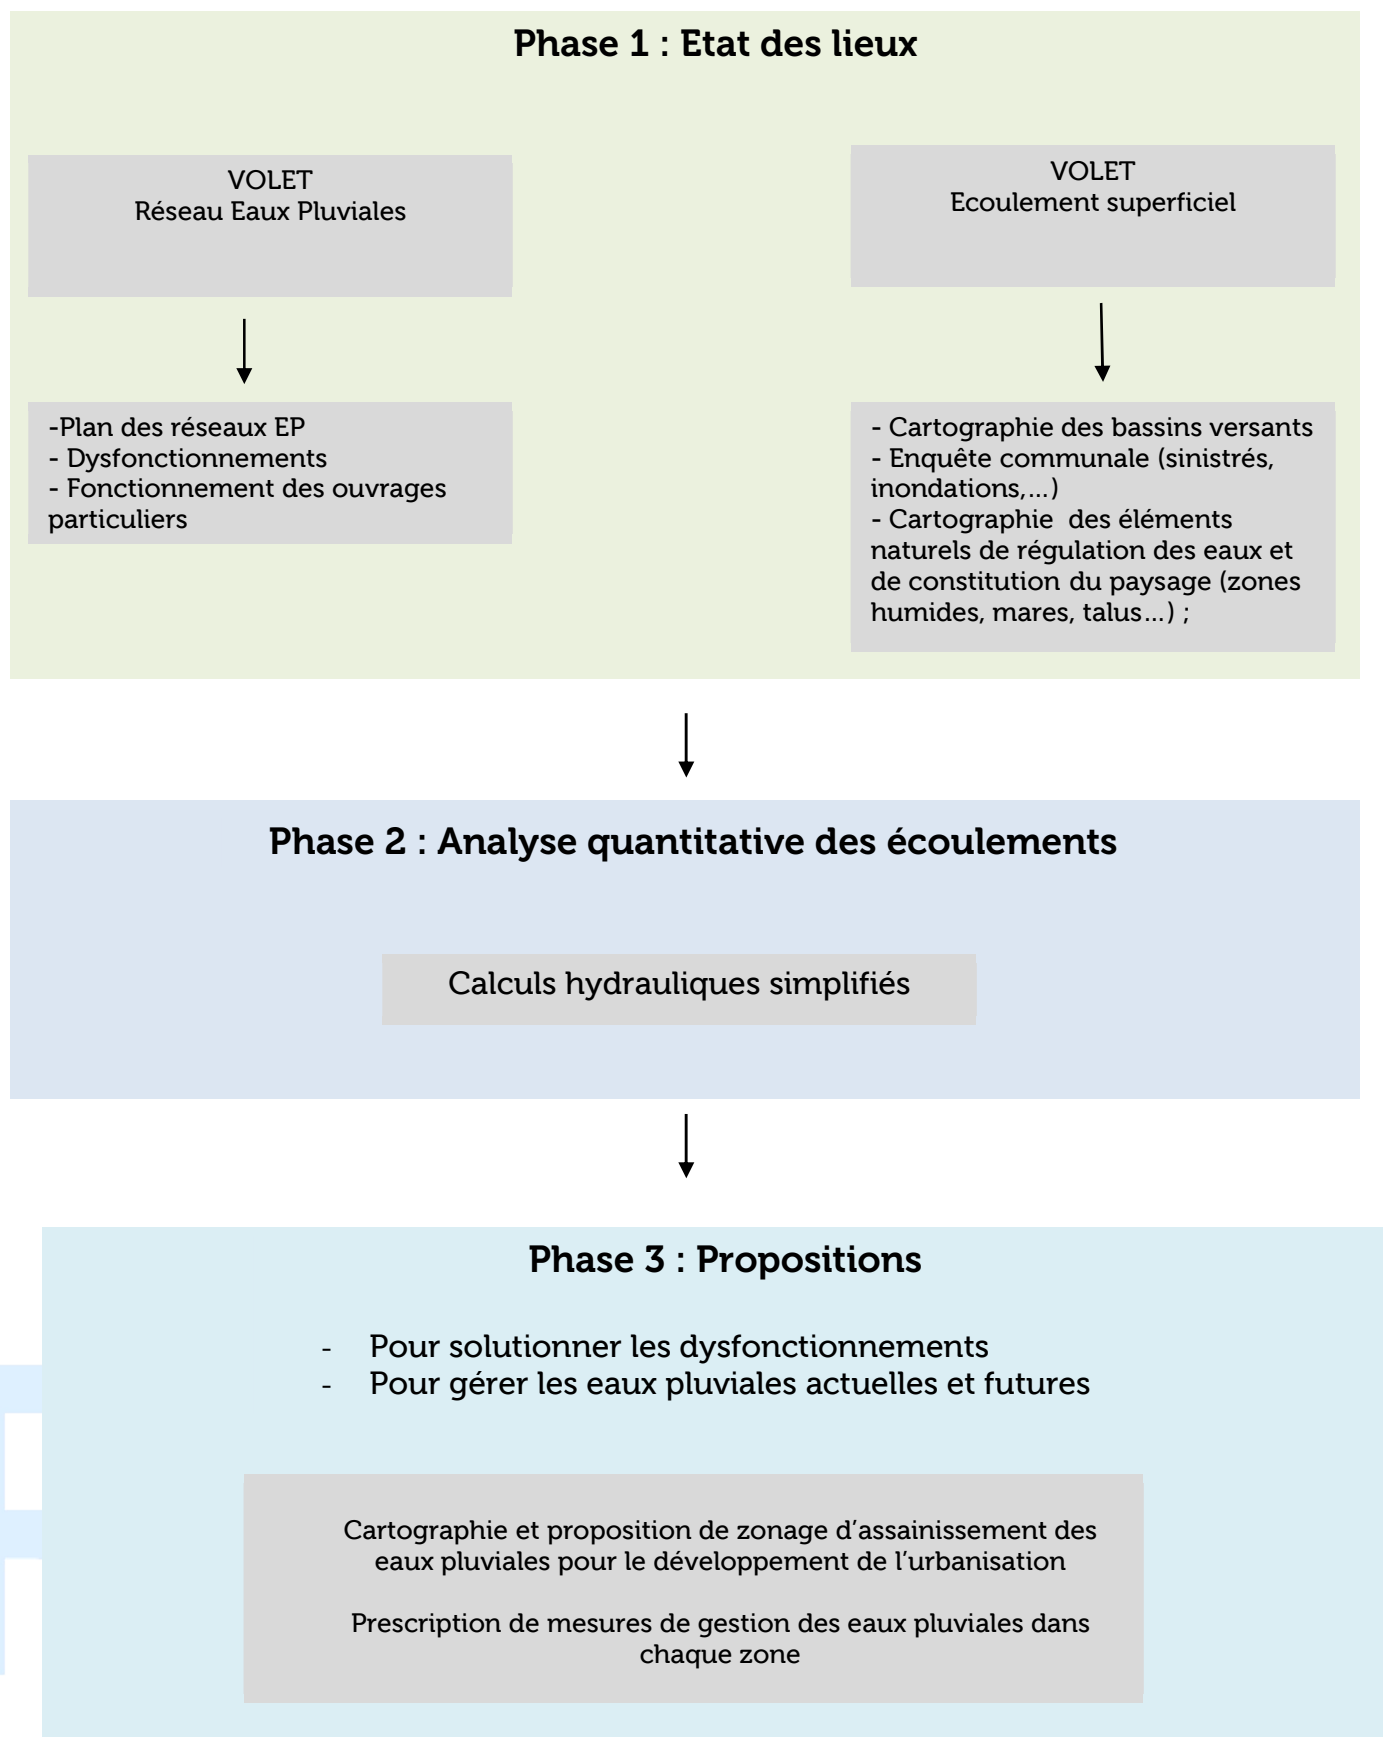 Phase 1 : Etat des lieux
VOLET
Réseau Eaux Pluviales
VOLET
Ecoulement superficiel
-Plan des réseaux EP
- Dysfonctionnements
- Fonctionnement des ouvrages
particuliers
- Cartographie des bassins versants
- Enquête communale (sinistrés,
inondations,…)
- Cartographie  des éléments
naturels de régulation des eaux et
de constitution du paysage (zones
humides, mares, talus…) ;
Phase 2 : Analyse quantitative des écoulements
Calculs hydrauliques simplifiés
Phase 3 : Propositions
- Pour solutionner les dysfonctionnements
- Pour gérer les eaux pluviales actuelles et futures
Cartographie et proposition de zonage d’assainissement des
eaux pluviales pour le développement de l’urbanisation
Prescription de mesures de gestion des eaux pluviales dans
chaque zone